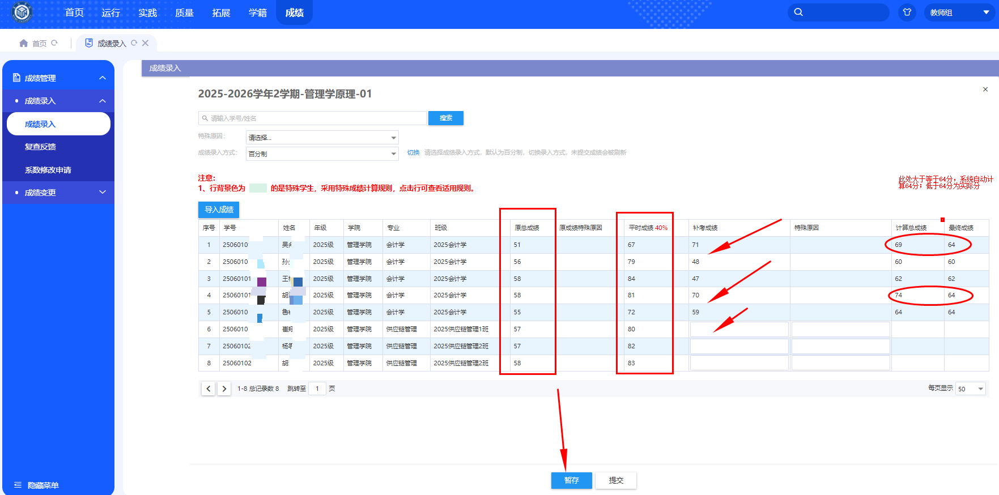 首页 运行 实践 质量 拓展 学籍 成绩 教师组
首页 成绩录入
成绩管理
成绩录入
成绩录入
复查反馈
系数修改申请
成绩变更
隐藏菜单
成绩录入
2025-2026学年2学期-管理学原理-01
请输入学号/姓名 搜索
特殊原因: 请选择...
成绩录入方式: 百分制 切换 请选择成绩录入方式，默认为百分制，切换录入方式，未提交成绩会被刷新
注意：
1、行背景色为 的是特殊学生，采用特殊成绩计算规则，点击行可查看适用规则。
此处大于等于64分，系统自动计
算64分；低于64分为实际分
导入成绩
序号 学号 姓名 年级 学院 专业 班级 原总成绩 原成绩特殊原因 平时成绩 40% 补考成绩 特殊原因 计算总成绩 最终成绩
1 2506010 吴 2025级 管理学院 会计学 2025会计学 51 67 71 69 64
2 2506010 孙 2025级 管理学院 会计学 2025会计学 56 79 48 60 60
3 25060101 王 2025级 管理学院 会计学 2025会计学 58 84 47 62 62
4 25060101 胡 2025级 管理学院 会计学 2025会计学 58 81 70 74 64
5 2506010 鲁 2025级 管理学院 会计学 2025会计学 55 72 59 64 64
6 2506010 崔 2025级 管理学院 供应链管理 2025供应链管理1班 57 80
7 25060102 杨 2025级 管理学院 供应链管理 2025供应链管理2班 57 82
8 25060102 胡 2025级 管理学院 供应链管理 2025供应链管理2班 58 83
1-8 总记录数 8 跳转至 1 页 每页显示 50
暂存 提交